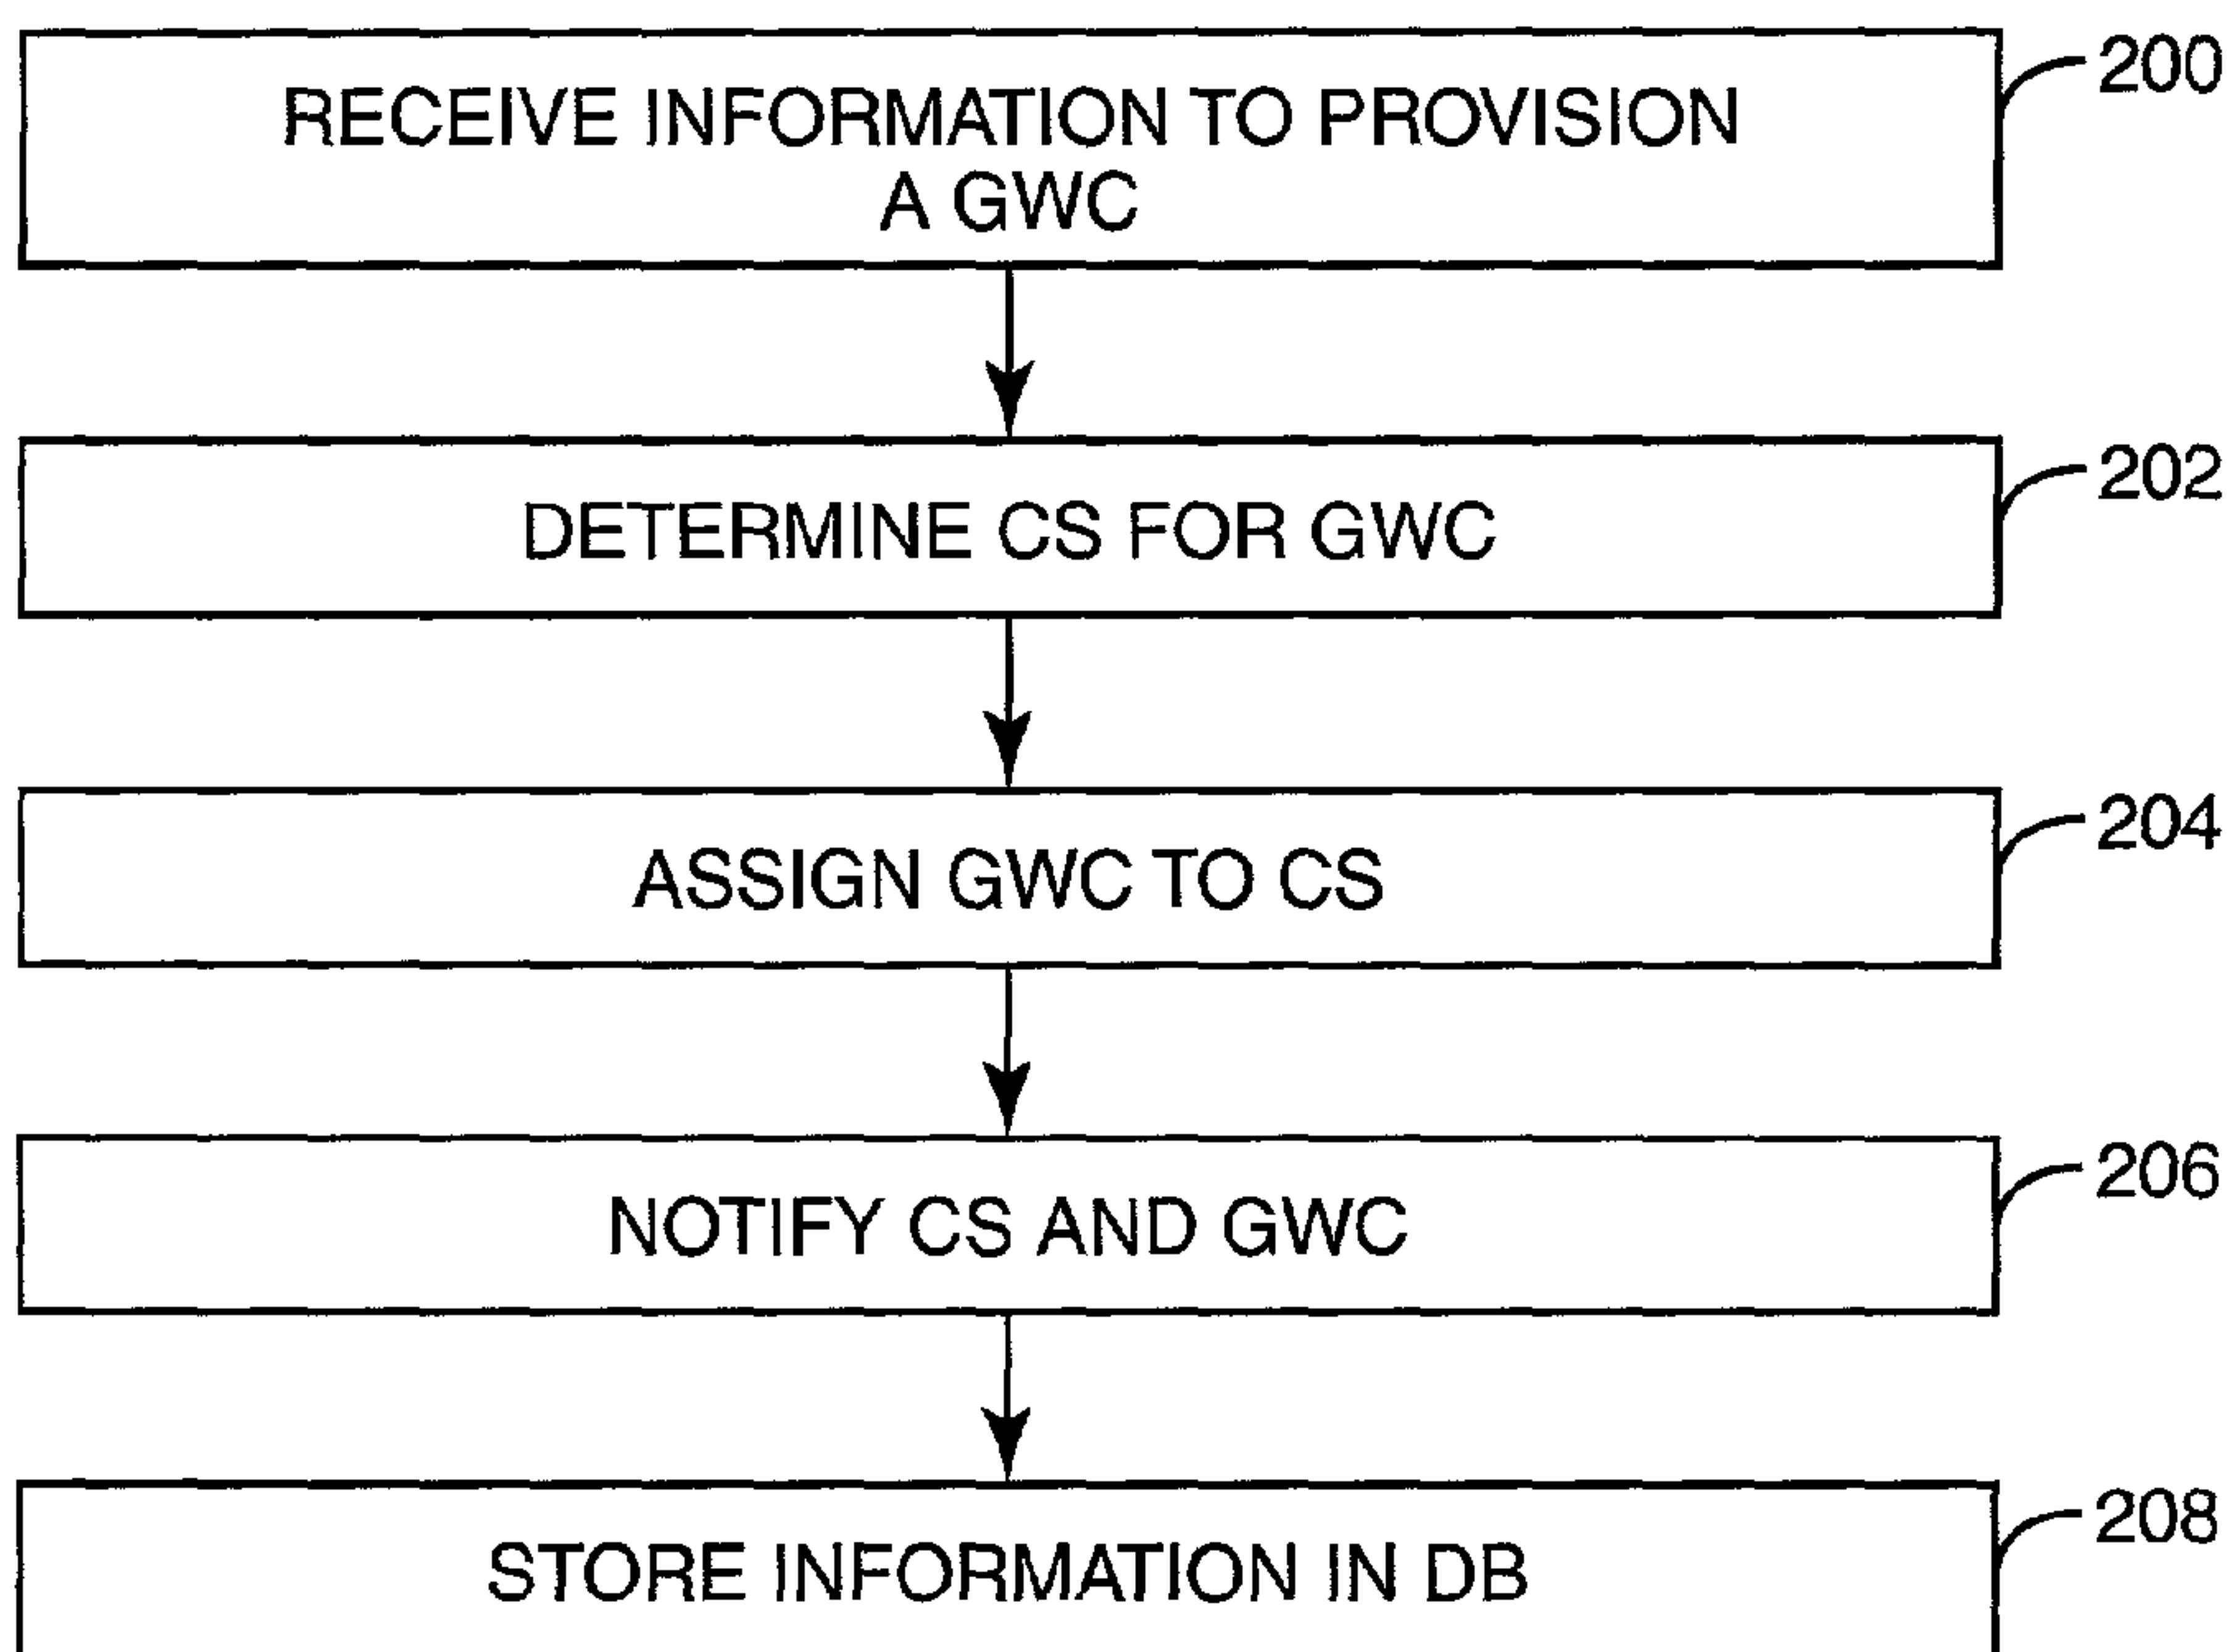 RECEIVE INFORMATION TO PROVISION
A GWC
200
DETERMINE CS FOR GWC
202
ASSIGN GWC TO CS
204
NOTIFY CS AND GWC
206
STORE INFORMATION IN DB
208